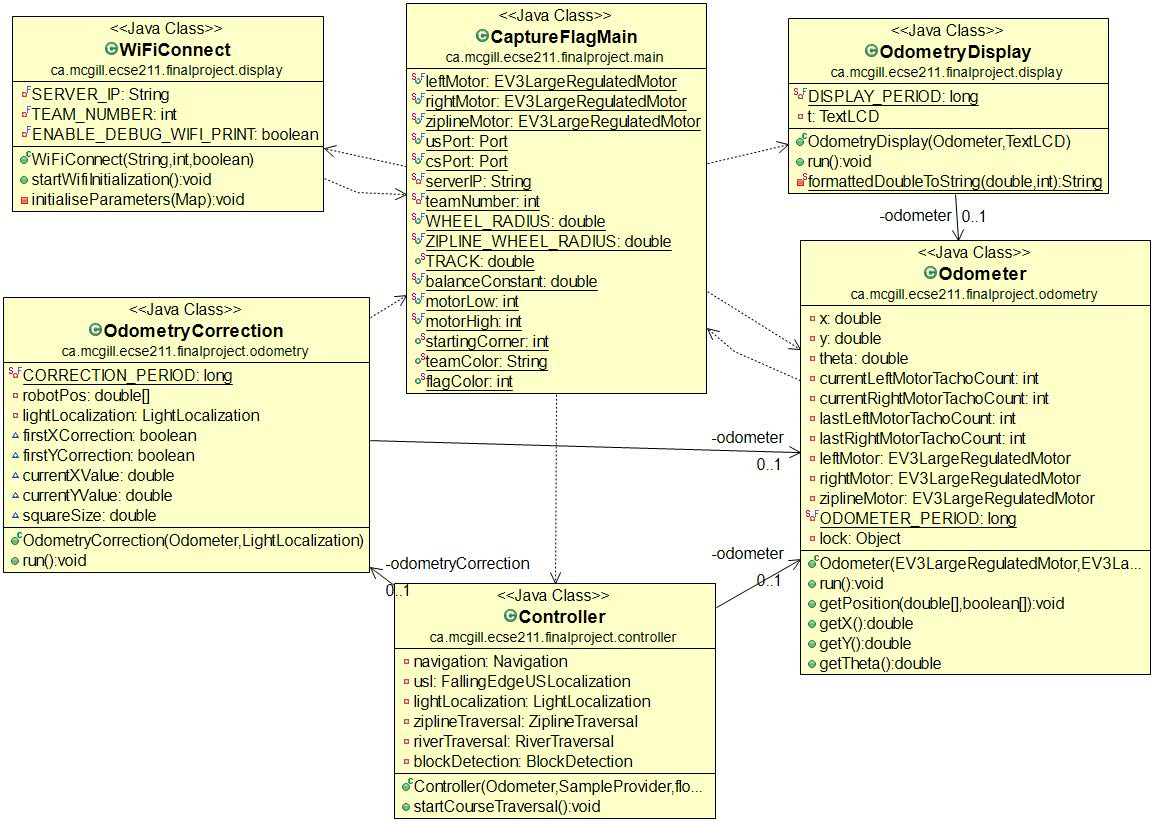 <<Java Class>>
WiFiConnect
ca.mcgill.ecse211.finalproject.display
SERVER_IP: String
TEAM_NUMBER: int
ENABLE_DEBUG_WIFI_PRINT: boolean
WiFiConnect(String,int,boolean)
startWifiInitialization():void
initialiseParameters(Map):void
<<Java Class>>
CaptureFlagMain
ca.mcgill.ecse211.finalproject.main
leftMotor: EV3LargeRegulatedMotor
rightMotor: EV3LargeRegulatedMotor
ziplineMotor: EV3LargeRegulatedMotor
usPort: Port
csPort: Port
serverIP: String
teamNumber: int
WHEEL_RADIUS: double
ZIPLINE_WHEEL_RADIUS: double
TRACK: double
balanceConstant: double
motorLow: int
motorHigh: int
startingCorner: int
teamColor: String
flagColor: int
<<Java Class>>
OdometryDisplay
ca.mcgill.ecse211.finalproject.display
DISPLAY_PERIOD: long
t: TextLCD
OdometryDisplay(Odometer,TextLCD)
run():void
formattedDoubleToString(double,int):String
-odometer 0..1
<<Java Class>>
Odometer
ca.mcgill.ecse211.finalproject.odometry
x: double
y: double
theta: double
currentLeftMotorTachoCount: int
currentRightMotorTachoCount: int
lastLeftMotorTachoCount: int
lastRightMotorTachoCount: int
leftMotor: EV3LargeRegulatedMotor
rightMotor: EV3LargeRegulatedMotor
ziplineMotor: EV3LargeRegulatedMotor
ODOMETER_PERIOD: long
lock: Object
Odometer(EV3LargeRegulatedMotor,EV3La...
run():void
getPosition(double[],boolean[]):void
getX():double
getY():double
getTheta():double
<<Java Class>>
OdometryCorrection
ca.mcgill.ecse211.finalproject.odometry
CORRECTION_PERIOD: long
robotPos: double[]
lightLocalization: LightLocalization
firstXCorrection: boolean
firstYCorrection: boolean
currentXValue: double
currentYValue: double
squareSize: double
OdometryCorrection(Odometer,LightLocalization)
run():void
-odometer
0..1
-odometryCorrection
0..1
-odometer
0..1
<<Java Class>>
Controller
ca.mcgill.ecse211.finalproject.controller
navigation: Navigation
usl: FallingEdgeUSLocalization
lightLocalization: LightLocalization
ziplineTraversal: ZiplineTraversal
riverTraversal: RiverTraversal
blockDetection: BlockDetection
Controller(Odometer,SampleProvider,flo...
startCourseTraversal():void